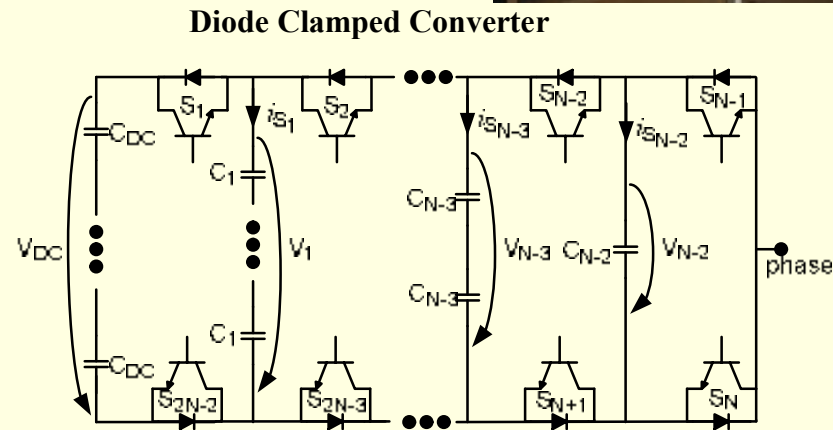 Diode Clamped Converter
S1 S2 SN-2 SN-1
iS1 iSN-3 iSN-2
CDC C1 CN-3
VDC V1 VN-3 CN-2 VN-2
phase
CN-3
C1
CDC
S2N-2 S2N-3 SN+1 SN